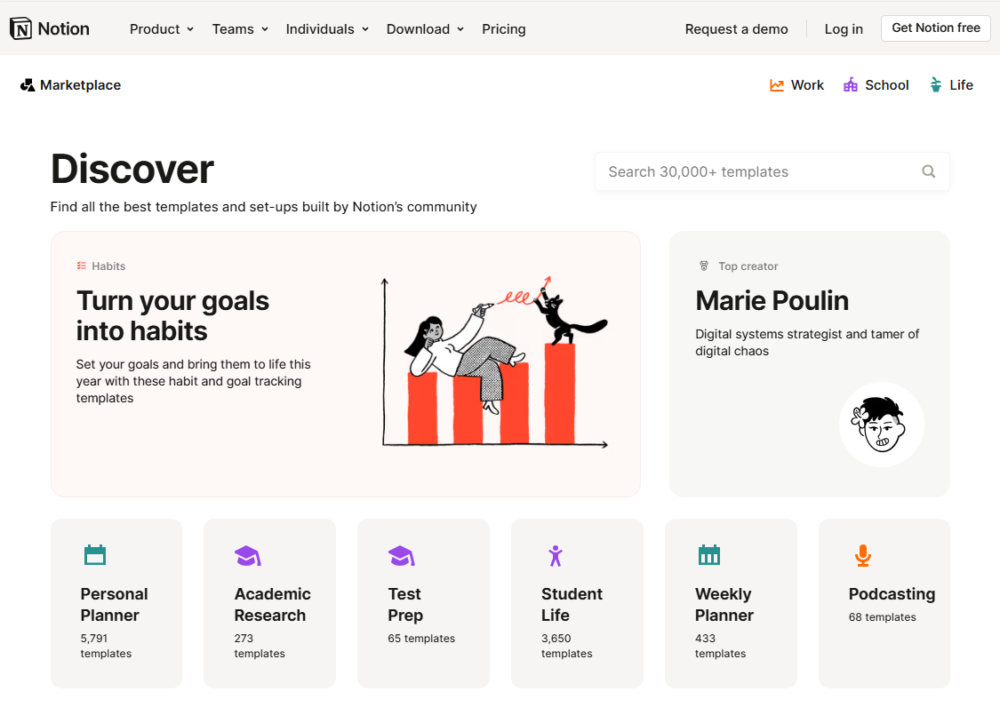 Notion
Product
Teams
Individuals
Download
Pricing
Request a demo
Log in
Get Notion free
Marketplace
Work
School
Life
Discover
Search 30,000+ templates
Find all the best templates and set-ups built by Notion’s community
Habits
Turn your goals
into habits
Set your goals and bring them to life this
year with these habit and goal tracking
templates
Top creator
Marie Poulin
Digital systems strategist and tamer of
digital chaos
Personal
Planner
5,791
templates
Academic
Research
273
templates
Test
Prep
65 templates
Student
Life
3,650
templates
Weekly
Planner
433
templates
Podcasting
68 templates